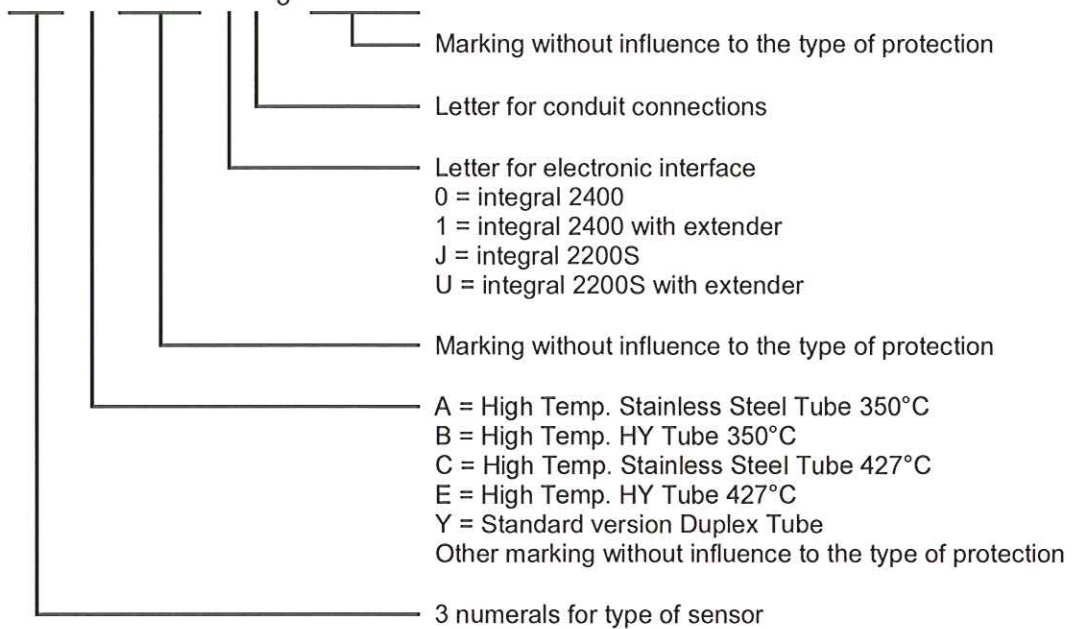 Marking without influence to the type of protection
Letter for conduit connections
Letter for electronic interface
0 = integral 2400
1 = integral 2400 with extender
J = integral 2200S
U = integral 2200S with extender
Marking without influence to the type of protection
A = High Temp. Stainless Steel Tube 350°C
B = High Temp. HY Tube 350°C
C = High Temp. Stainless Steel Tube 427°C
E = High Temp. HY Tube 427°C
Y = Standard version Duplex Tube
Other marking without influence to the type of protection
3 numerals for type of sensor